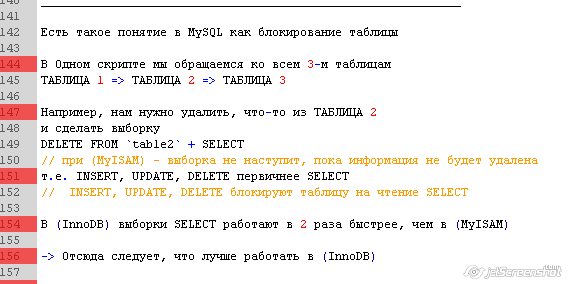 140
141
142 Есть такое понятие в MySQL как блокирование таблицы
143
144 В Одном скрипте мы обращаемся ко всем 3-м таблицам
145 ТАБЛИЦА 1 => ТАБЛИЦА 2 => ТАБЛИЦА 3
146
147 Например, нам нужно удалить, что-то из ТАБЛИЦА 2
148 и сделать выборку
149 DELETE FROM `table2` + SELECT
150 // при (MyISAM) - выборка не наступит, пока информация не будет удалена
151 т.е. INSERT, UPDATE, DELETE первичнее SELECT
152 //  INSERT, UPDATE, DELETE блокируют таблицу на чтение SELECT
153
154 В (InnoDB) выборки SELECT работают в 2 раза быстрее, чем в (MyISAM)
155
156 -> Отсюда следует, что лучше работать в (InnoDB)
157
jetScreenshot